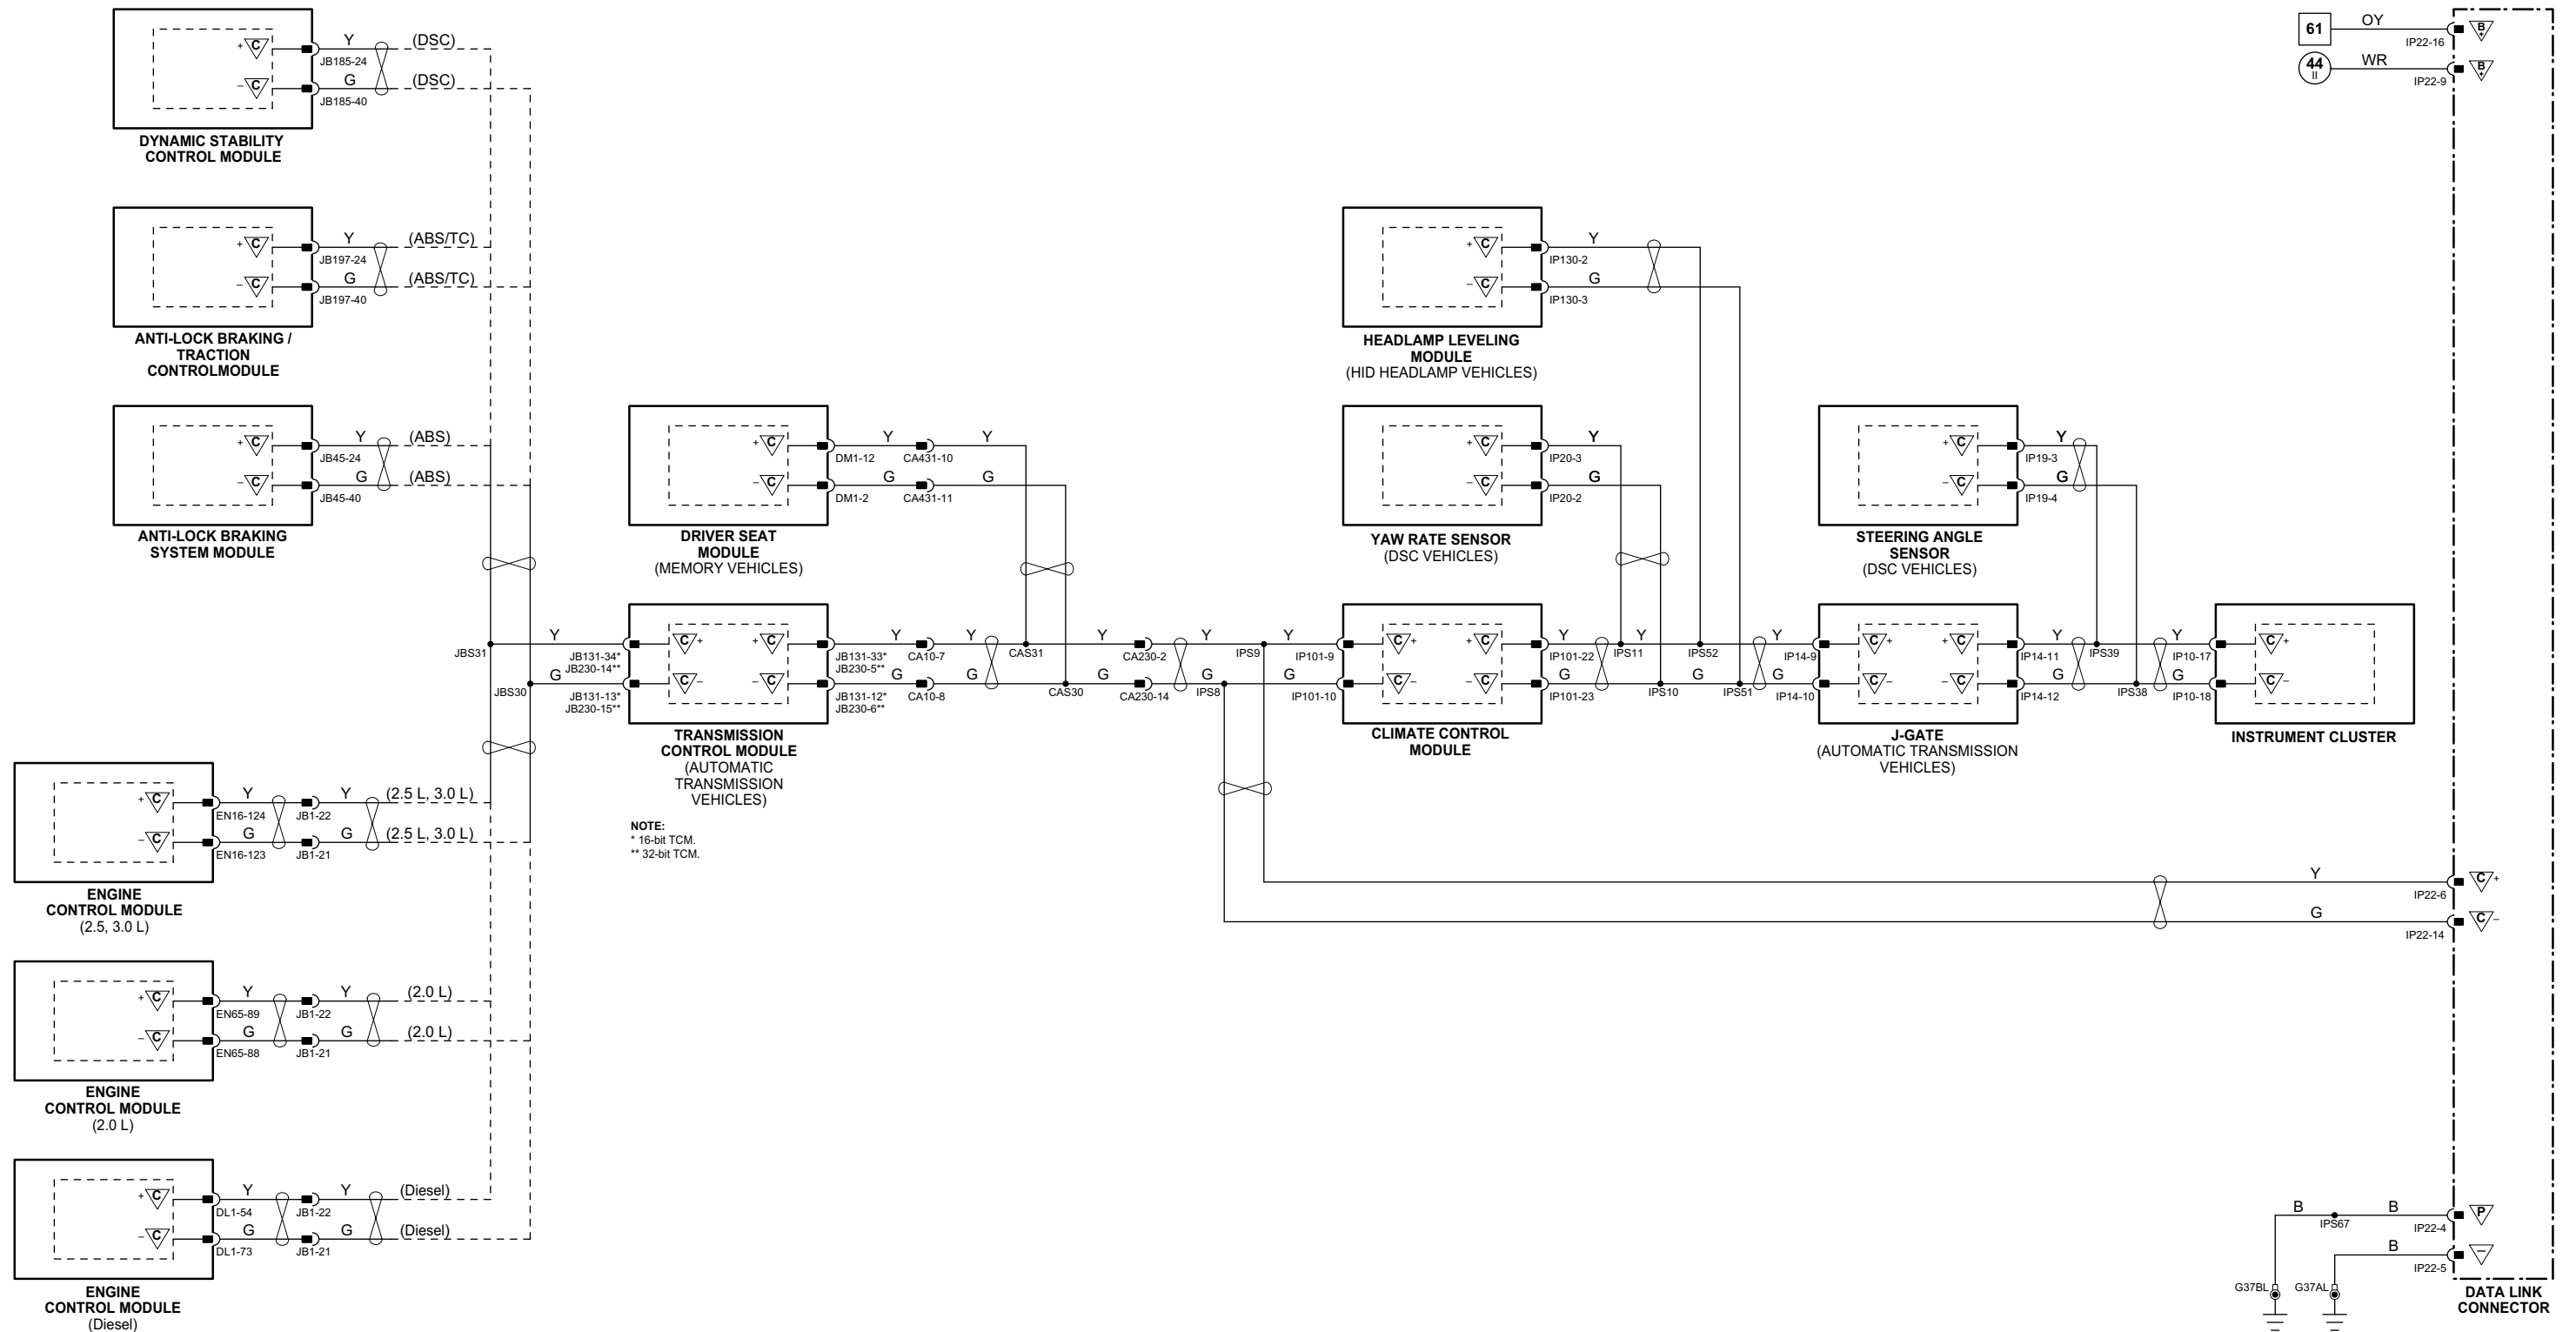 + C
Y
(DSC)
JB185-24
– C
G
(DSC)
JB185-40
DYNAMIC STABILITY
CONTROL MODULE
+ C
Y
(ABS/TC)
JB197-24
– C
G
(ABS/TC)
JB197-40
ANTI-LOCK BRAKING /
TRACTION
CONTROLMODULE
+ C
Y
(ABS)
JB45-24
– C
G
(ABS)
JB45-40
ANTI-LOCK BRAKING
SYSTEM MODULE
JBS31
JBS30
+ C
Y
Y
(2.5 L, 3.0 L)
EN16-124
JB1-22
– C
G
G
(2.5 L, 3.0 L)
EN16-123
JB1-21
ENGINE
CONTROL MODULE
(2.5, 3.0 L)
+ C
Y
Y
(2.0 L)
EN65-89
JB1-22
– C
G
G
(2.0 L)
EN65-88
JB1-21
ENGINE
CONTROL MODULE
(2.0 L)
+ C
Y
Y
(Diesel)
DL1-54
JB1-22
– C
G
G
(Diesel)
DL1-73
JB1-21
ENGINE
CONTROL MODULE
(Diesel)
+ C
Y
Y
DM1-12
CA431-10
– C
G
G
DM1-2
CA431-11
DRIVER SEAT
MODULE
(MEMORY VEHICLES)
Y
JB131-34*
JB230-14**
C +
+ C
G
JB131-13*
JB230-15**
C –
– C
Y
JB131-33*
JB230-5**
CA10-7
Y
CAS31
Y
CA230-2
Y
IPS9
Y
IP101-9
G
JB131-12*
JB230-6**
CA10-8
G
CAS30
G
CA230-14
G
IPS8
G
IP101-10
TRANSMISSION
CONTROL MODULE
(AUTOMATIC
TRANSMISSION
VEHICLES)
NOTE:
* 16-bit TCM.
** 32-bit TCM.
+ C
Y
IP130-2
– C
G
IP130-3
HEADLAMP LEVELING
MODULE
(HID HEADLAMP VEHICLES)
+ C
Y
IP20-3
– C
G
IP20-2
YAW RATE SENSOR
(DSC VEHICLES)
C +
+ C
C –
– C
CLIMATE CONTROL
MODULE
Y
IP101-22
Y
IPS11
IPS52
Y
IP14-9
G
IP101-23
IPS10
G
IPS51
G
IP14-10
+ C
Y
IP19-3
– C
G
IP19-4
STEERING ANGLE
SENSOR
(DSC VEHICLES)
C +
+ C
C –
– C
J-GATE
(AUTOMATIC TRANSMISSION
VEHICLES)
Y
IP14-11
IPS39
Y
IP10-17
G
IP14-12
IPS38
G
IP10-18
C +
C –
INSTRUMENT CLUSTER
61
OY
IP22-16
B
+
44
II
WR
IP22-9
B
+
Y
IP22-6
C +
G
IP22-14
C –
B
IPS67
B
IP22-4
P
B
IP22-5
–
G37BL
G37AL
DATA LINK
CONNECTOR